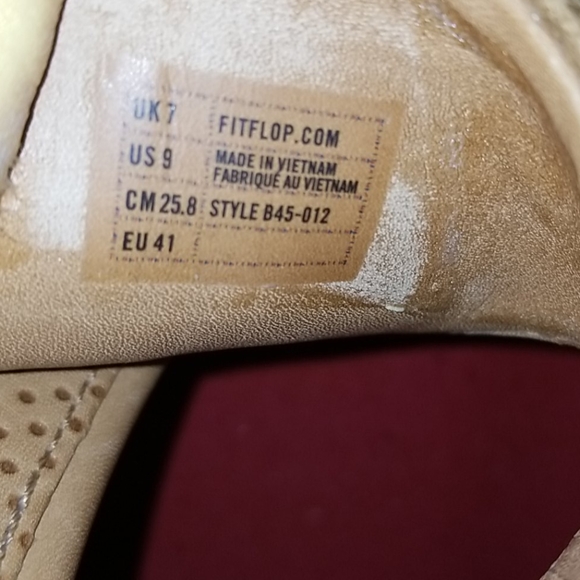 UK 7
US 9
CM 25.8
EU 41
FITFLOP.COM
MADE IN VIETNAM
FABRIQUÉ AU VIETNAM
STYLE B45-012